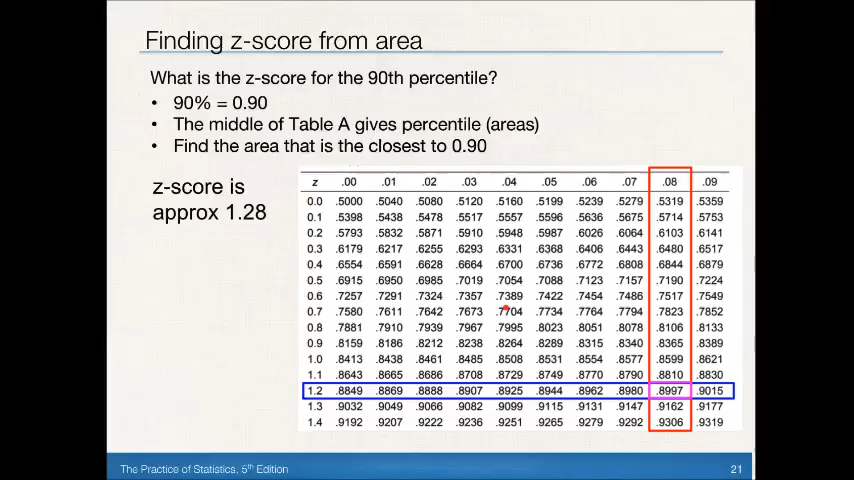 Finding z-score from area
What is the z-score for the 90th percentile?
• 90% = 0.90
• The middle of Table A gives percentile (areas)
• Find the area that is the closest to 0.90
z-score is
approx 1.28
z .00 .01 .02 .03 .04 .05 .06 .07 .08 .09
0.0 .5000 .5040 .5080 .5120 .5160 .5199 .5239 .5279 .5319 .5359
0.1 .5398 .5438 .5478 .5517 .5557 .5596 .5636 .5675 .5714 .5753
0.2 .5793 .5832 .5871 .5910 .5948 .5987 .6026 .6064 .6103 .6141
0.3 .6179 .6217 .6255 .6293 .6331 .6368 .6406 .6443 .6480 .6517
0.4 .6554 .6591 .6628 .6664 .6700 .6736 .6772 .6808 .6844 .6879
0.5 .6915 .6950 .6985 .7019 .7054 .7088 .7123 .7157 .7190 .7224
0.6 .7257 .7291 .7324 .7357 .7389 .7422 .7454 .7486 .7517 .7549
0.7 .7580 .7611 .7642 .7673 .7704 .7734 .7764 .7794 .7823 .7852
0.8 .7881 .7910 .7939 .7967 .7995 .8023 .8051 .8078 .8106 .8133
0.9 .8159 .8186 .8212 .8238 .8264 .8289 .8315 .8340 .8365 .8389
1.0 .8413 .8438 .8461 .8485 .8508 .8531 .8554 .8577 .8599 .8621
1.1 .8643 .8665 .8686 .8708 .8729 .8749 .8770 .8790 .8810 .8830
1.2 .8849 .8869 .8888 .8907 .8925 .8944 .8962 .8980 .8997 .9015
1.3 .9032 .9049 .9066 .9082 .9099 .9115 .9131 .9147 .9162 .9177
1.4 .9192 .9207 .9222 .9236 .9251 .9265 .9279 .9292 .9306 .9319
The Practice of Statistics, 5th Edition 21